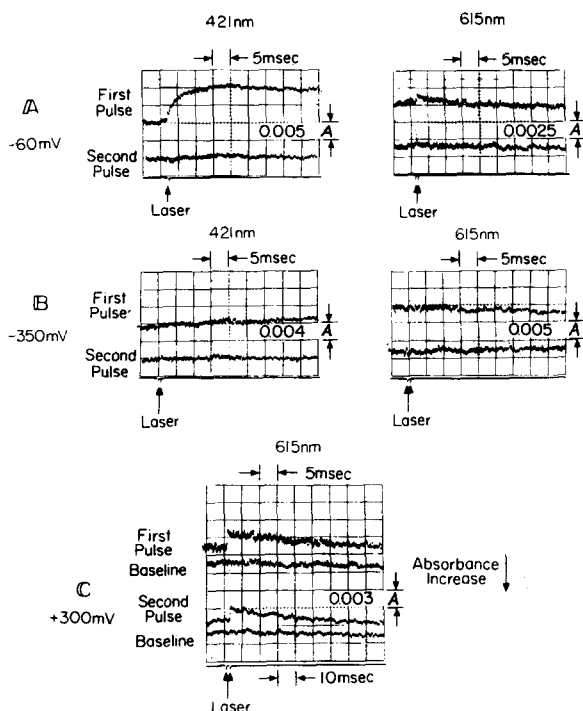 421nm
5msec
First
Pulse
0.005 A
Second
Pulse
Laser
A
-60mV
615nm
5msec
0.00025 A
Laser
421nm
5msec
First
Pulse
0.004 A
Second
Pulse
Laser
B
-350mV
615nm
5msec
0.005 A
Laser
615nm
5msec
First
Pulse
Baseline
Second
Pulse
Baseline
0.003 A
10msec
Laser
C
+300mV
Absorbance
Increase